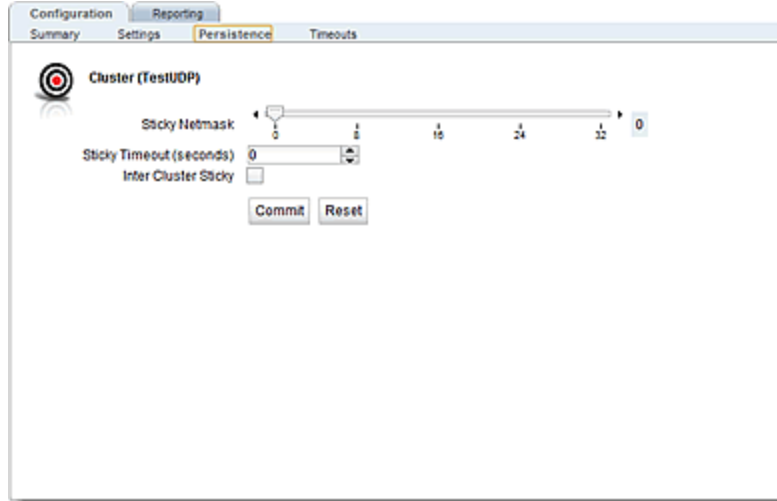 Configuration Reporting
Summary Settings Persistence Timeouts
Cluster (TestUDP)
Sticky Netmask 0
0 8 16 24 32
Sticky Timeout (seconds) 0
Inter Cluster Sticky
Commit Reset